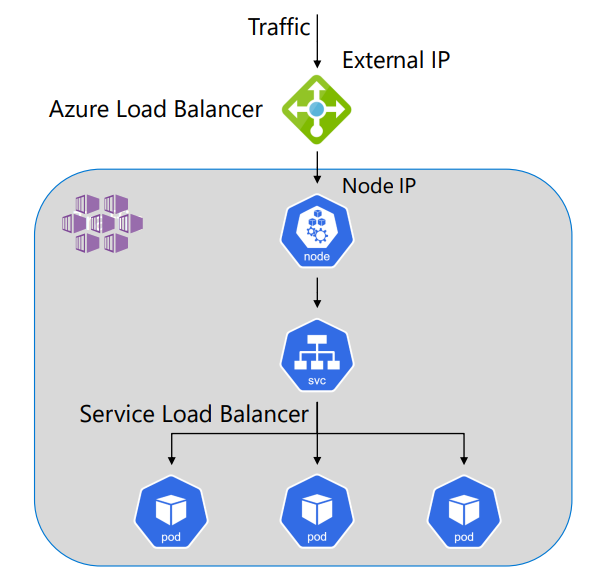 Traffic
External IP
Azure Load Balancer
Node IP
node
svc
Service Load Balancer
pod
pod
pod